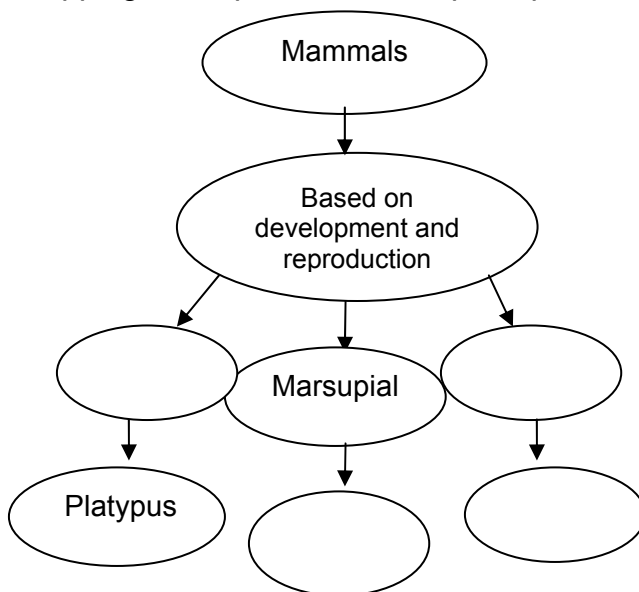 Mammals
Based on
development and
reproduction
Marsupial
Platypus